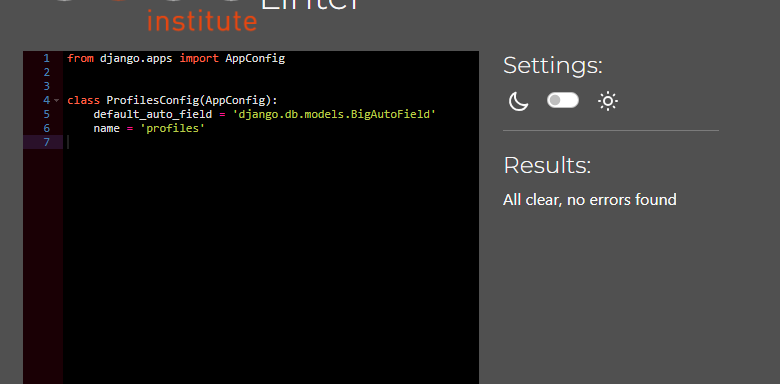 Linter
institute
1 from django.apps import AppConfig
2
3
4 class ProfilesConfig(AppConfig):
5     default_auto_field = 'django.db.models.BigAutoField'
6     name = 'profiles'
7
Settings:
Results:
All clear, no errors found